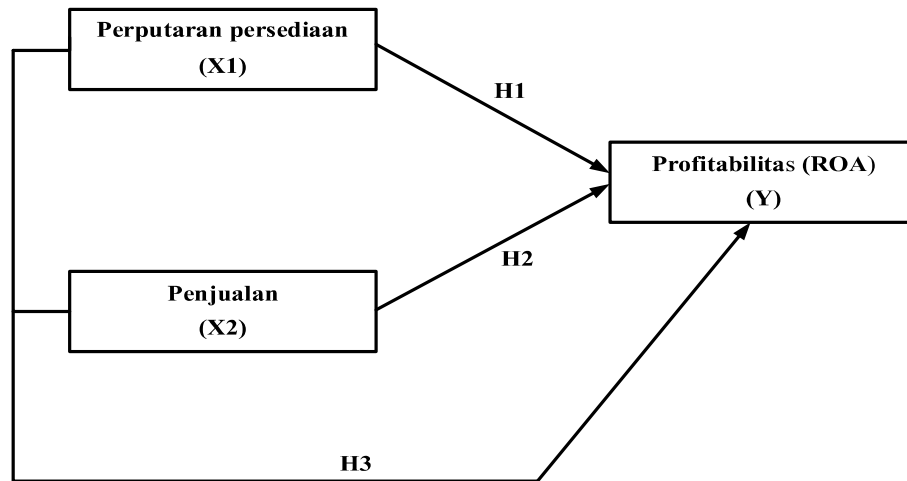 Perputaran persediaan
(X1)
H1
Profitabilitas (ROA)
(Y)
H2
Penjualan
(X2)
H3